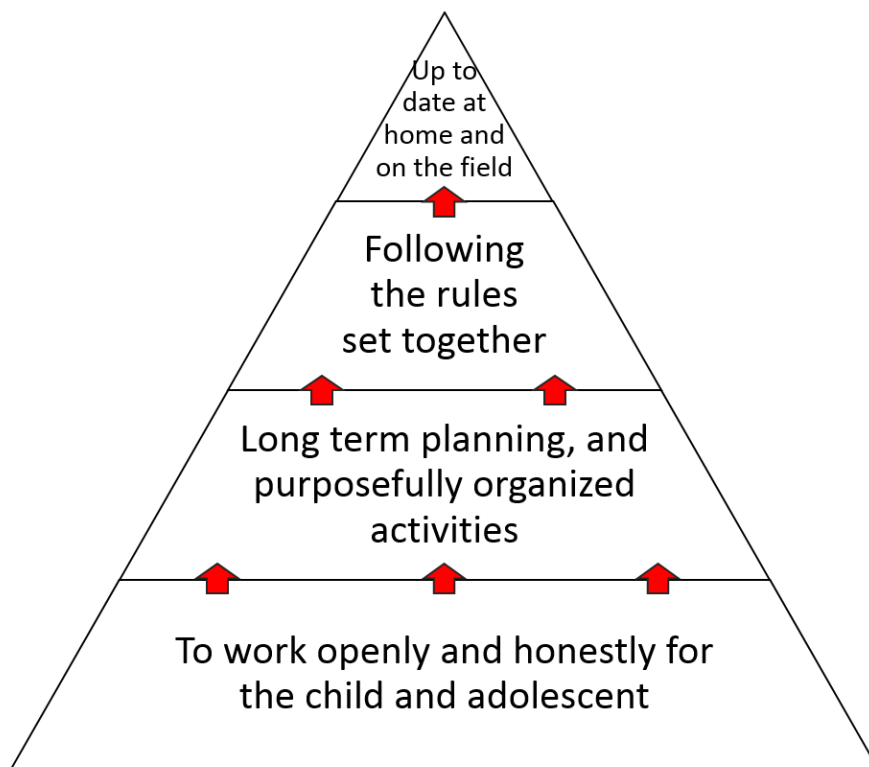 Up to
date at
home and
on the field
Following
the rules
set together
Long term planning, and
purposefully organized
activities
To work openly and honestly for
the child and adolescent